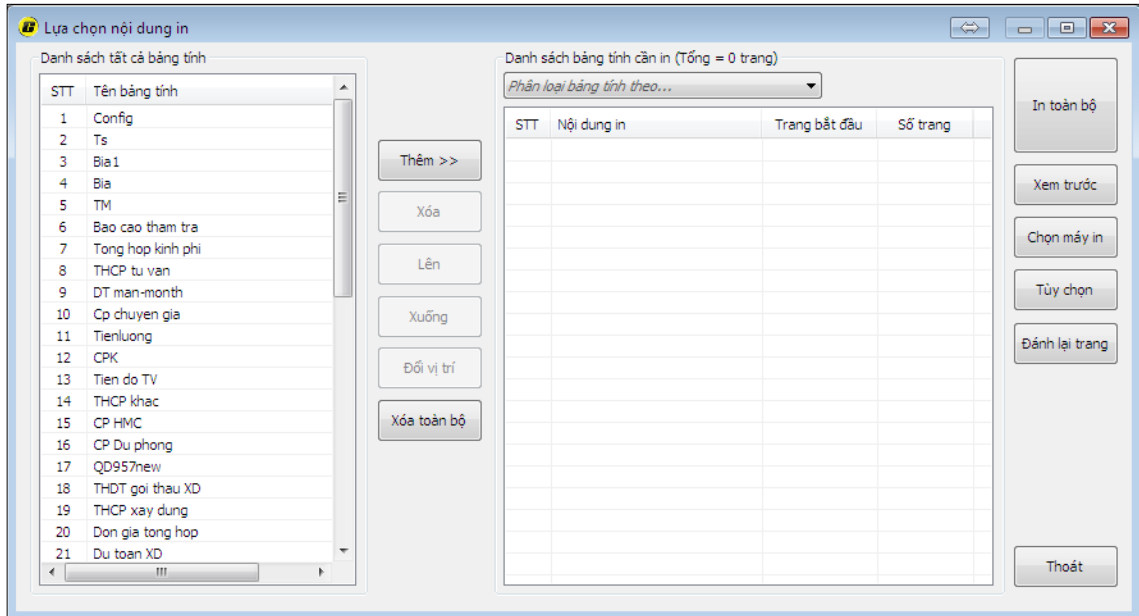 Lựa chọn nội dung in
Danh sách tất cả bảng tính
STT Tên bảng tính
1 Config
2 Ts
3 Bia1
4 Bia
5 TM
6 Bao cao tham tra
7 Tong hop kinh phi
8 THCP tu van
9 DT man-month
10 Cp chuyen gia
11 Tienluong
12 CPK
13 Tien do TV
14 THCP khac
15 CP HMC
16 CP Du phong
17 QD957new
18 THDT goi thau XD
19 THCP xay dung
20 Don gia tong hop
21 Du toan XD
Thêm >>
Xóa
Lên
Xuống
Đổi vị trí
Xóa toàn bộ
Danh sách bảng tính cần in (Tổng = 0 trang)
Phân loại bảng tính theo...
STT Nội dung in Trang bắt đầu Số trang
In toàn bộ
Xem trước
Chọn máy in
Tùy chọn
Đánh lại trang
Thoát